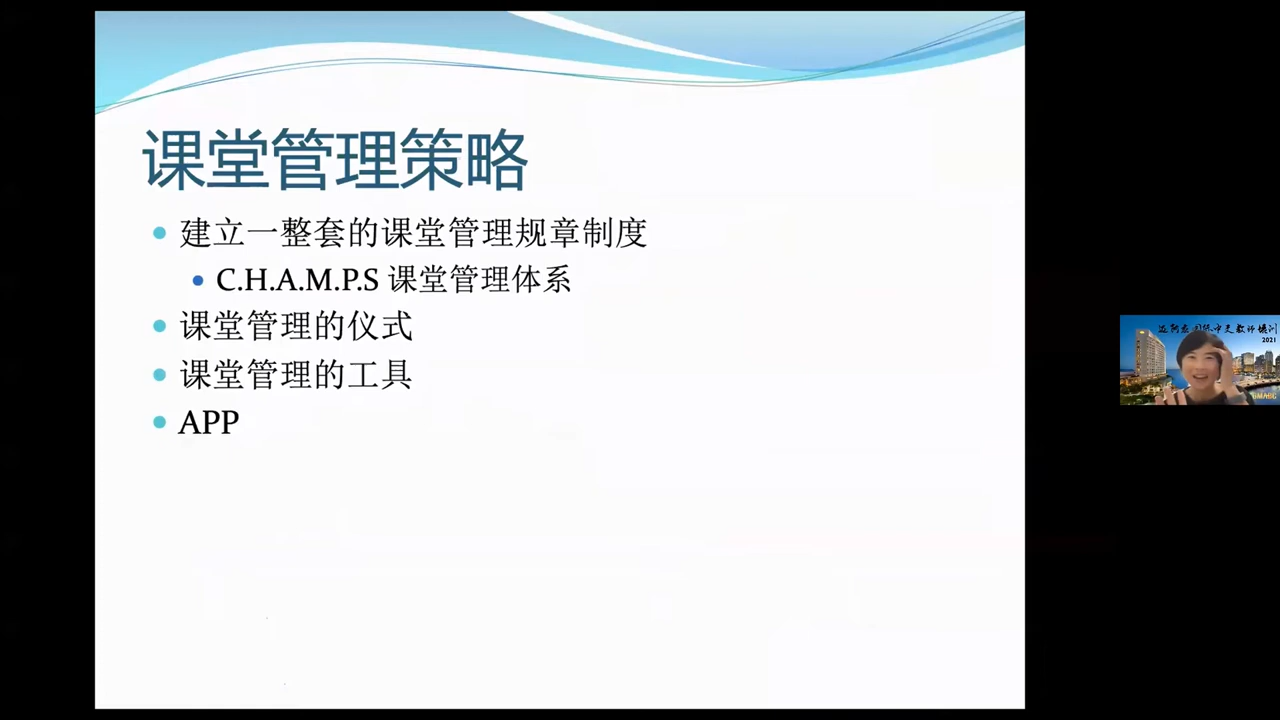 课堂管理策略
建立一整套的课堂管理规章制度
C.H.A.M.P.S 课堂管理体系
课堂管理的仪式
课堂管理的工具
APP
2021